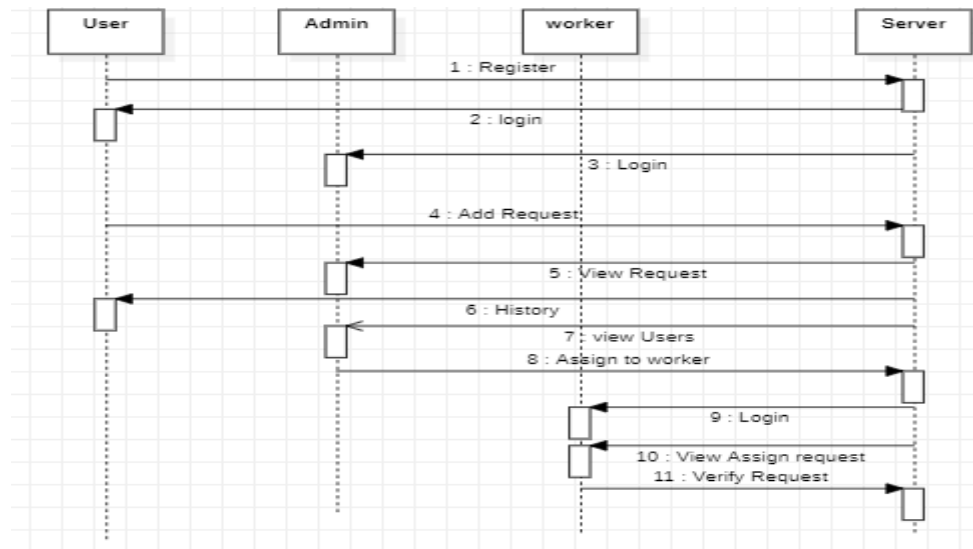 User
Admin
worker
Server
1 : Register
2 : login
3 : Login
4 : Add Request
5 : View Request
6 : History
7 : view Users
8 : Assign to worker
9 : Login
10 : View Assign request
11 : Verify Request